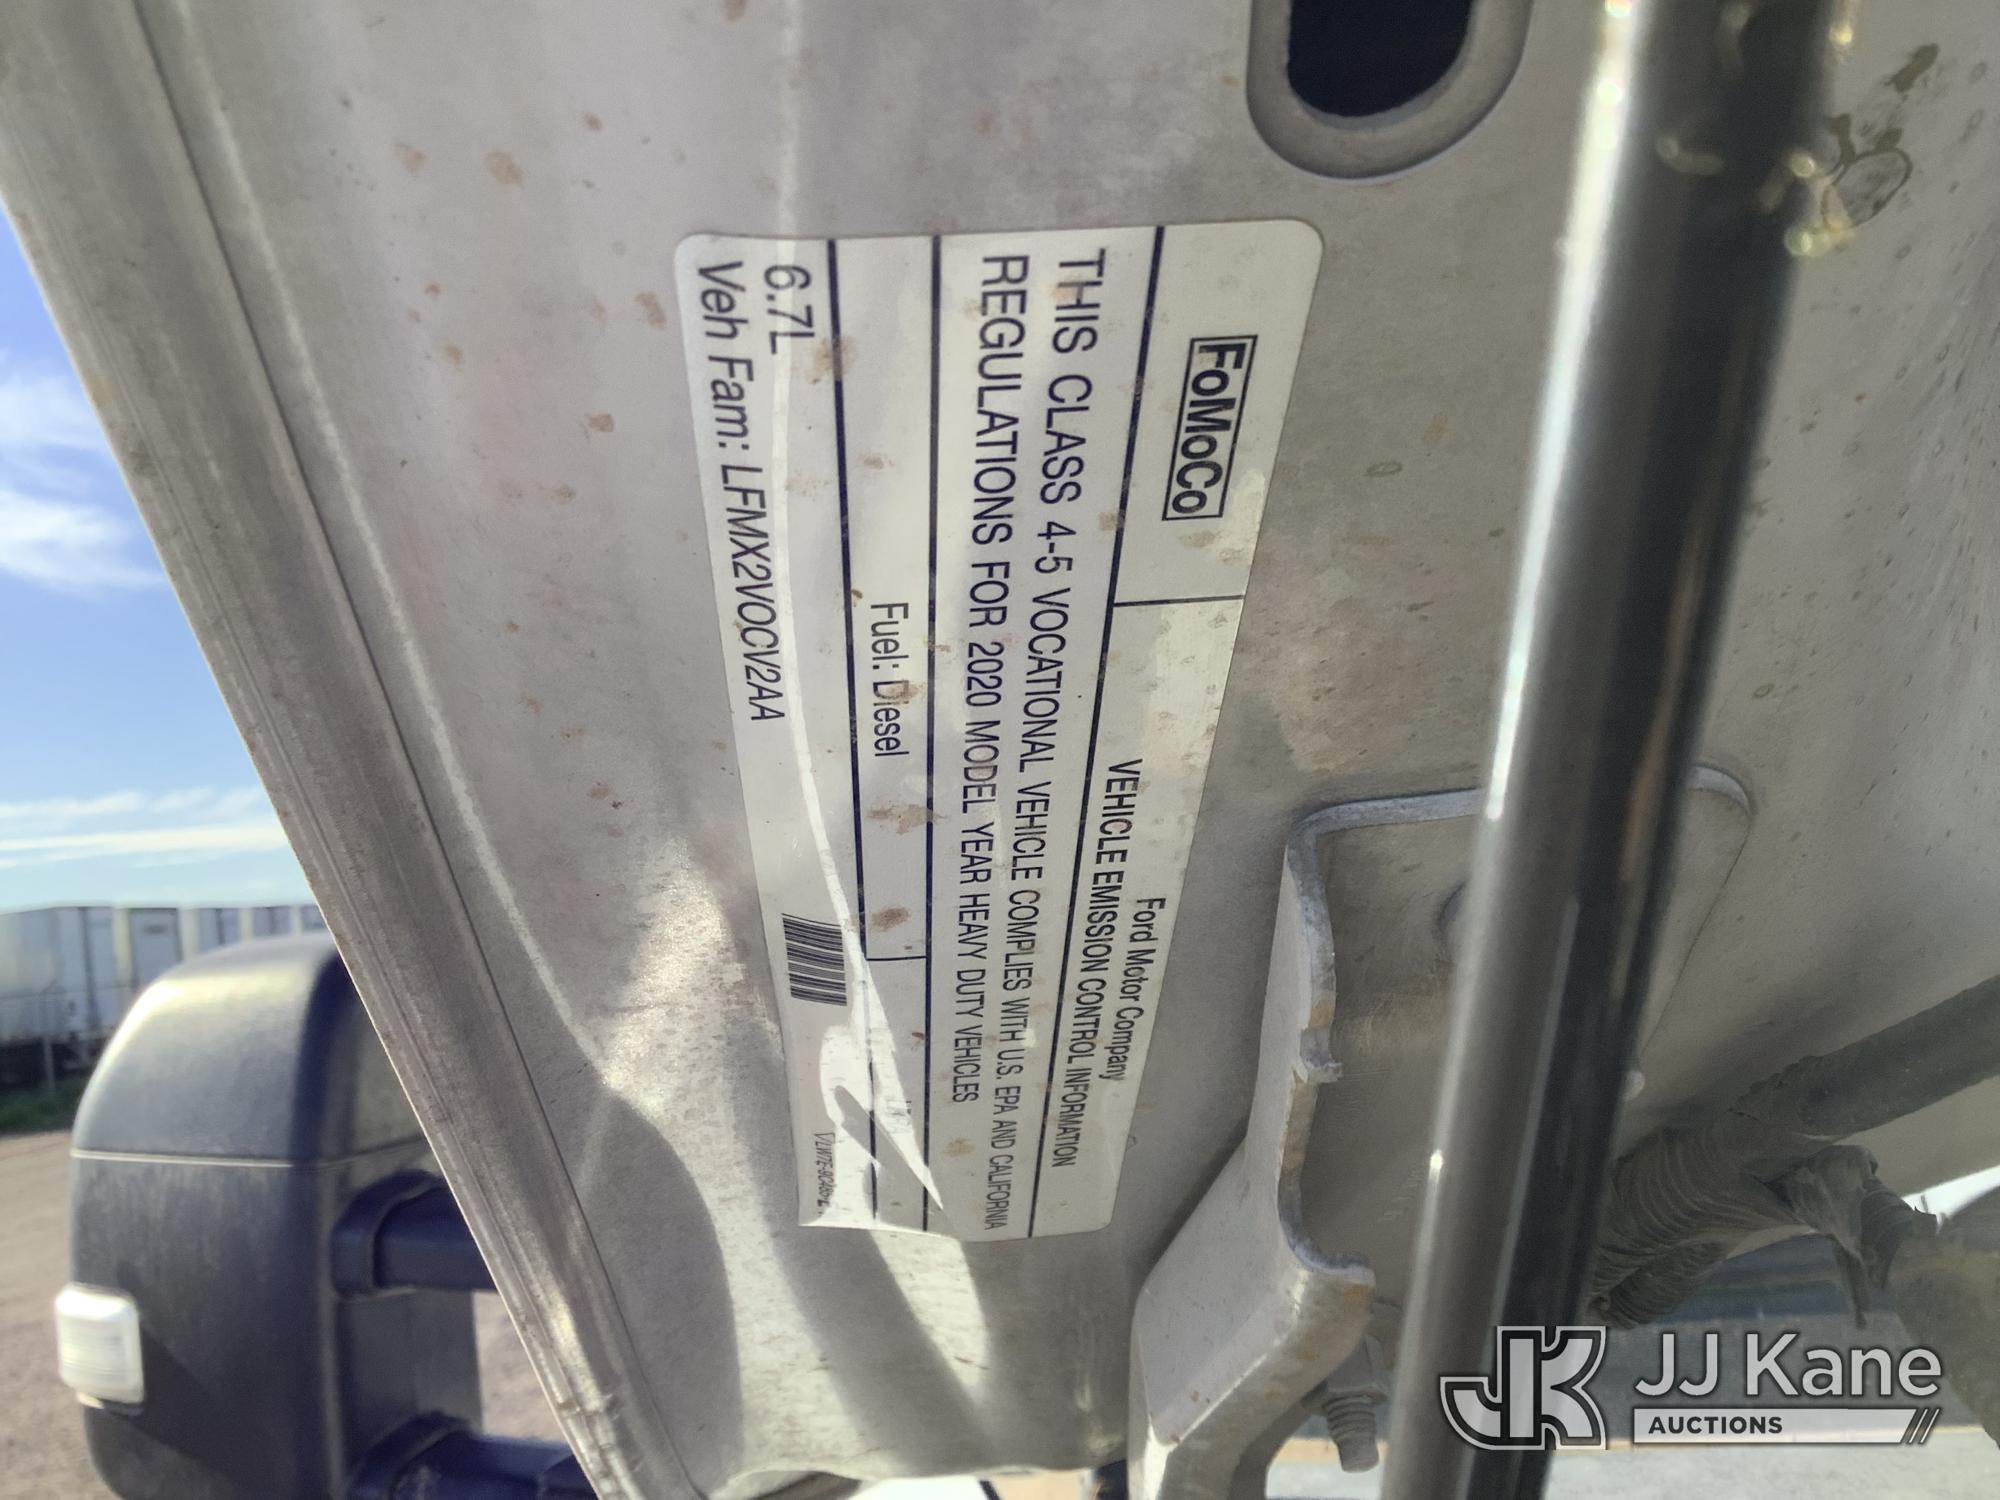 FoMoCo
Ford Motor Company
VEHICLE EMISSION CONTROL INFORMATION
THIS CLASS 4-5 VOCATIONAL VEHICLE COMPLIES WITH U.S. EPA AND CALIFORNIA
REGULATIONS FOR 2020 MODEL YEAR HEAVY DUTY VEHICLES
Fuel: Diesel
6.7L
Veh Fam: LFMX2VOCV2AA
JK
JJ Kane
AUCTIONS